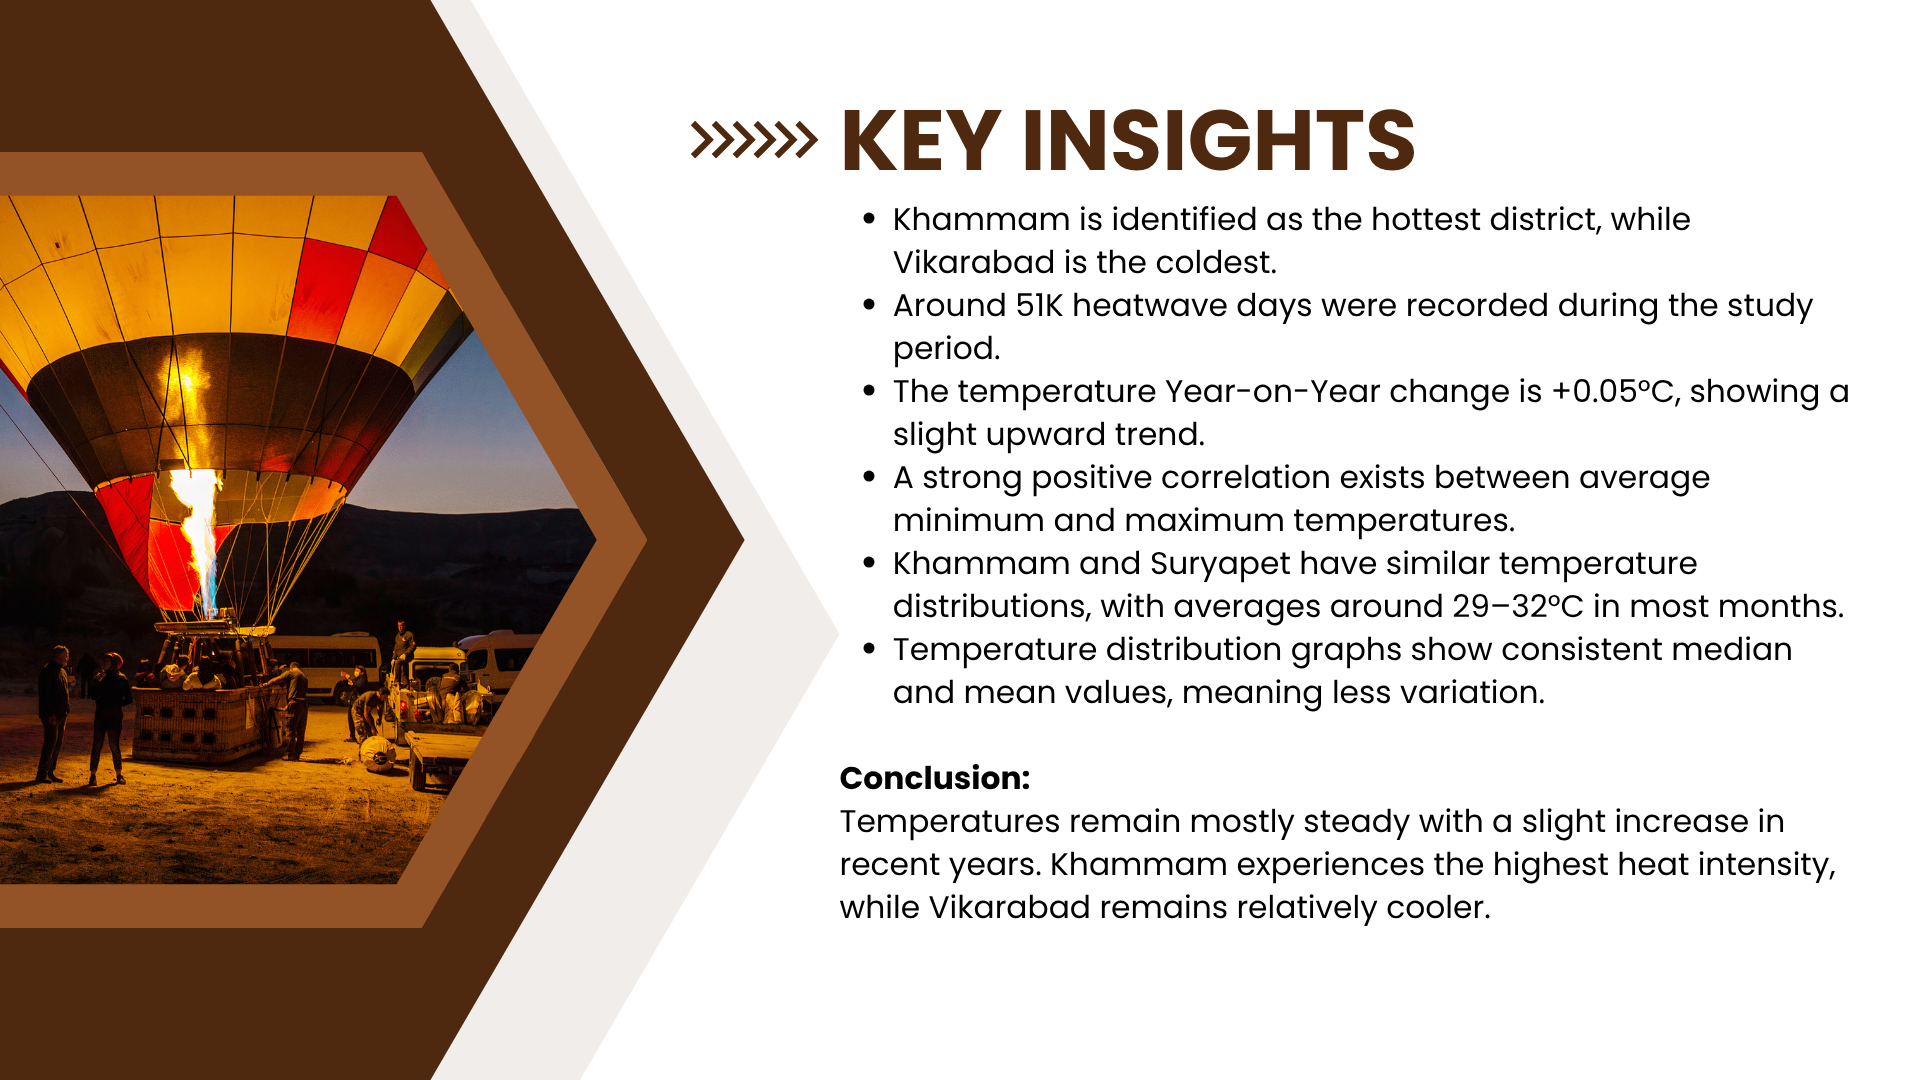 KEY INSIGHTS
• Khammam is identified as the hottest district, while
Vikarabad is the coldest.
• Around 51K heatwave days were recorded during the study
period.
• The temperature Year-on-Year change is +0.05°C, showing a
slight upward trend.
• A strong positive correlation exists between average
minimum and maximum temperatures.
• Khammam and Suryapet have similar temperature
distributions, with averages around 29–32°C in most months.
• Temperature distribution graphs show consistent median
and mean values, meaning less variation.
Conclusion:
Temperatures remain mostly steady with a slight increase in
recent years. Khammam experiences the highest heat intensity,
while Vikarabad remains relatively cooler.